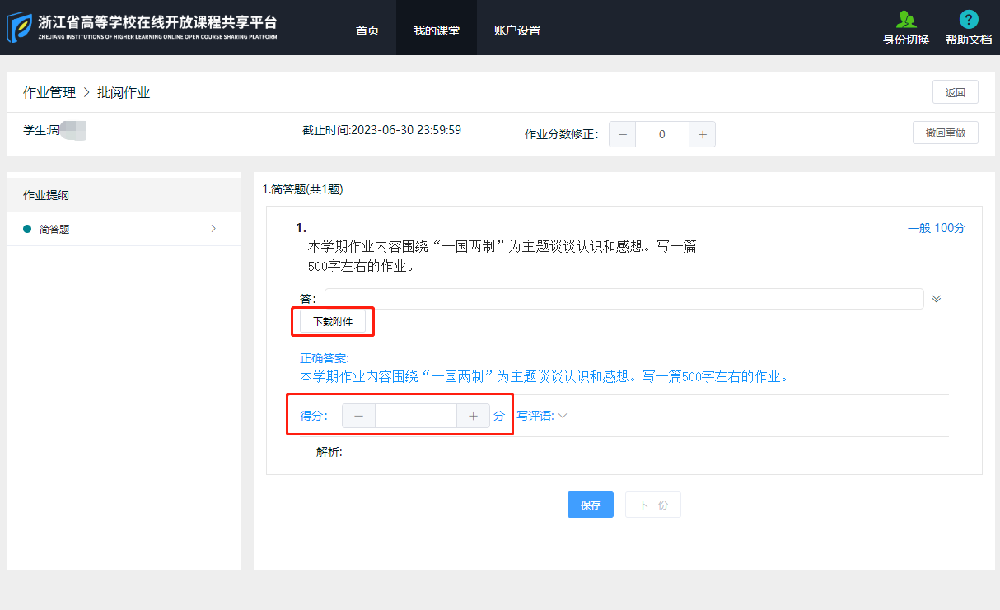 浙江省高等学校在线开放课程共享平台
ZHEJIANG INSTITUTIONS OF HIGHER LEARNING ONLINE OPEN COURSE SHARING PLATFORM
首页 我的课堂 账户设置
身份切换 帮助文档
作业管理 > 批阅作业 返回
学生:周 截止时间:2023-06-30 23:59:59 作业分数修正: － 0 + 撤回重做
作业提纲
简答题
1.简答题(共1题)
1. 一般 100分
本学期作业内容围绕“一国两制”为主题谈谈认识和感想。写一篇
500字左右的作业。
答:
下载附件
正确答案:
本学期作业内容围绕“一国两制”为主题谈谈认识和感想。写一篇500字左右的作业。
得分: － + 分 写评语:
解析:
保存 下一份